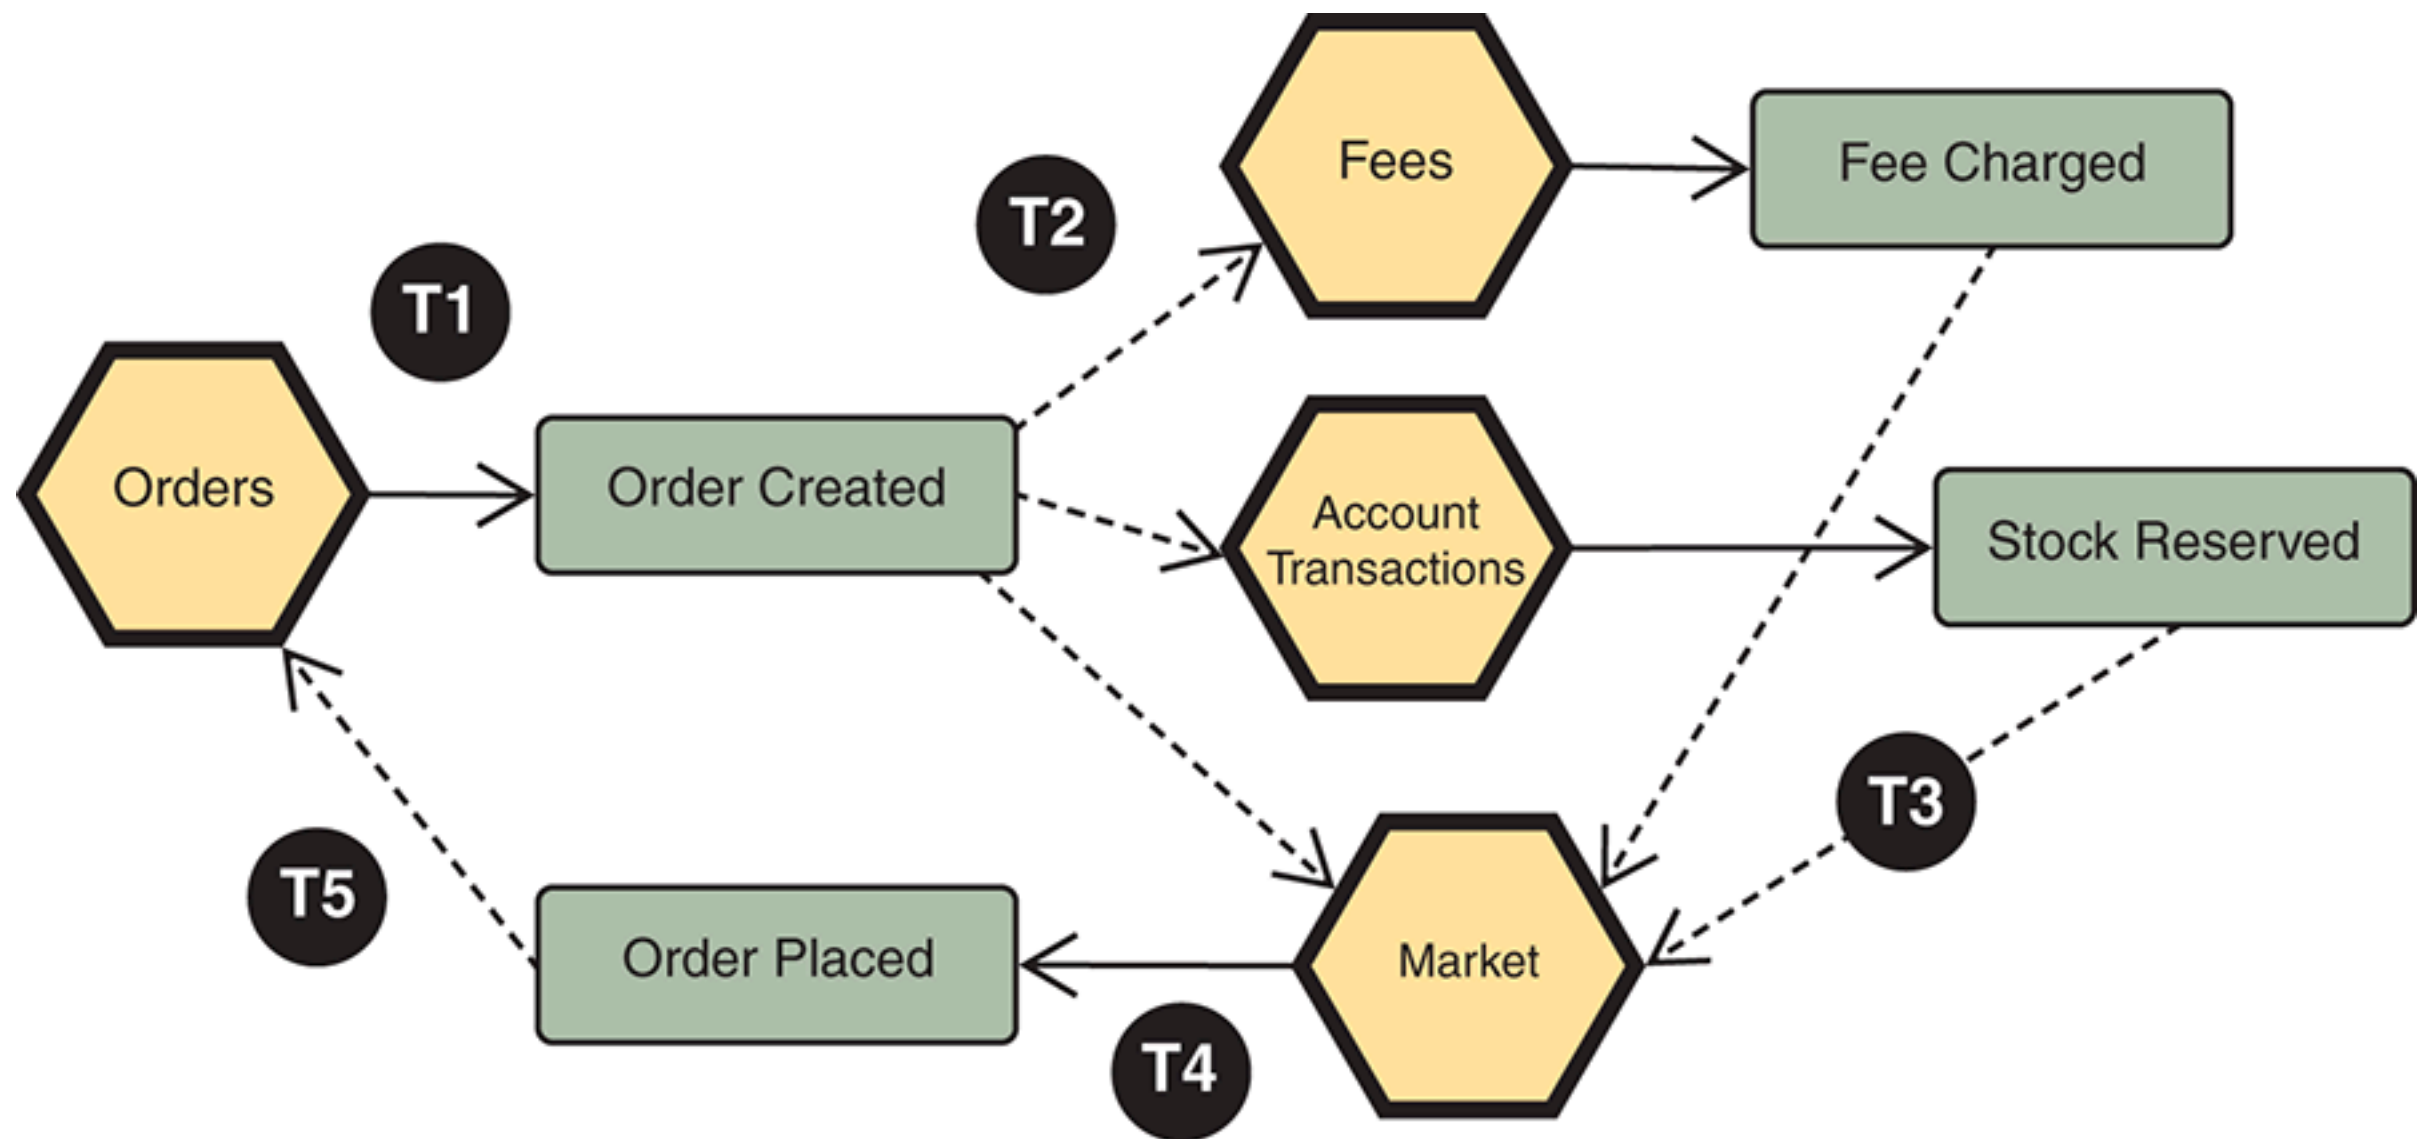 Fees
Fee Charged
T2
T1
Orders
Order Created
Account
Transactions
Stock Reserved
T3
T5
Order Placed
Market
T4